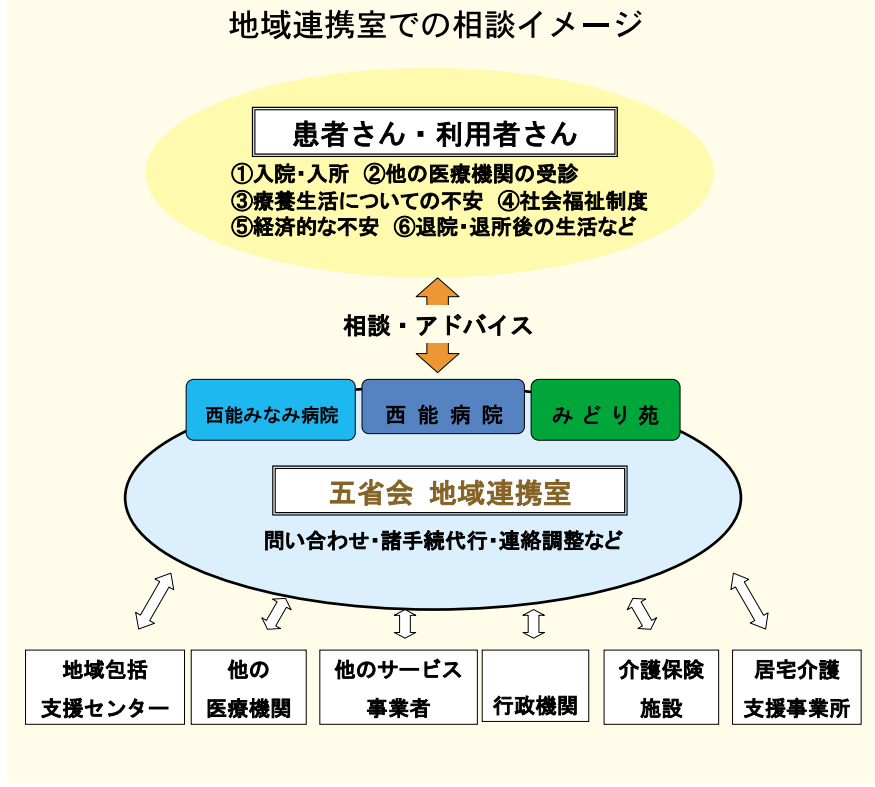 地域連携室での相談イメージ
患者さん・利用者さん
①入院・入所 ②他の医療機関の受診
③療養生活についての不安 ④社会福祉制度
⑤経済的な不安 ⑥退院・退所後の生活など
相談・アドバイス
西能みなみ病院
西能病院
みどり苑
五省会 地域連携室
問い合わせ・諸手続代行・連絡調整など
地域包括
支援センター
他の
医療機関
他のサービス
事業者
行政機関
介護保険
施設
居宅介護
支援事業所